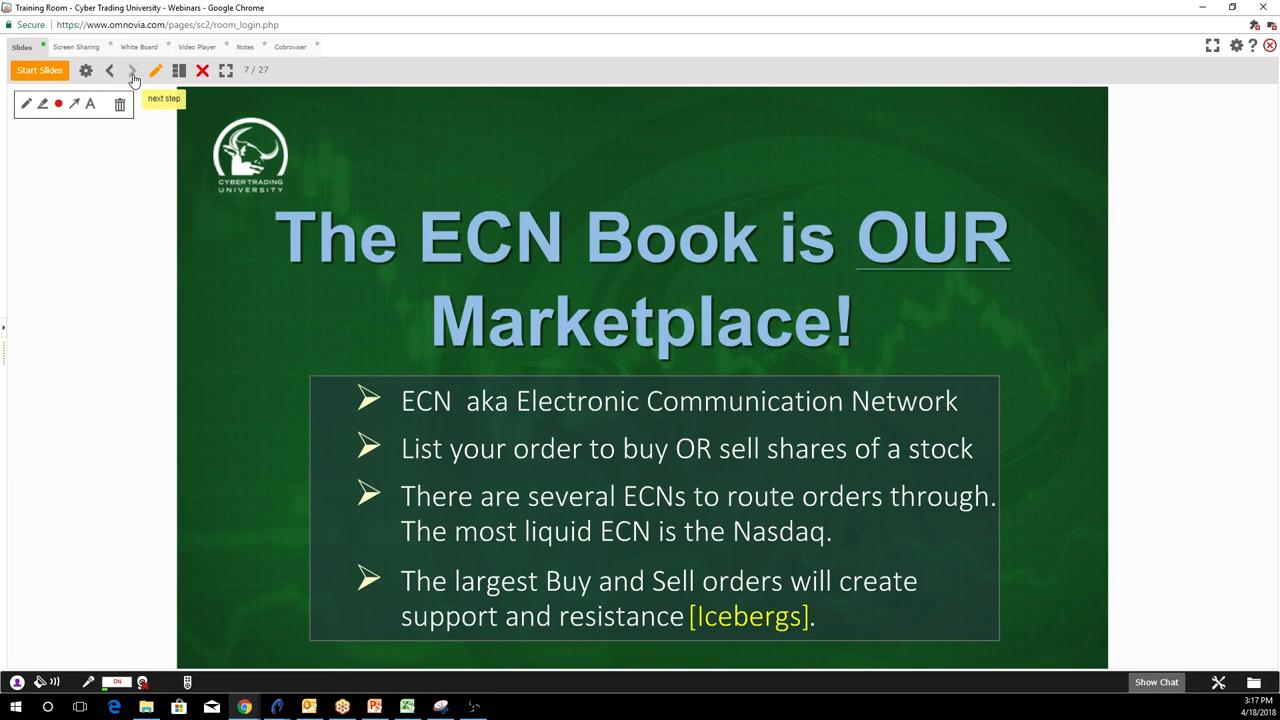 Training Room - Cyber Trading University - Webinars - Google Chrome
Secure https://www.omnovia.com/pages/sc2/room_login.php
Slides Screen Sharing White Board Video Player Notes Cobrowser
Start Slides 7 / 27
A
next step
CYBERTRADING
UNIVERSITY
The ECN Book is OUR
Marketplace!
ECN aka Electronic Communication Network
List your order to buy OR sell shares of a stock
There are several ECNs to route orders through.
The most liquid ECN is the Nasdaq.
The largest Buy and Sell orders will create
support and resistance [Icebergs].
ON
Show Chat
3:17 PM
4/18/2018